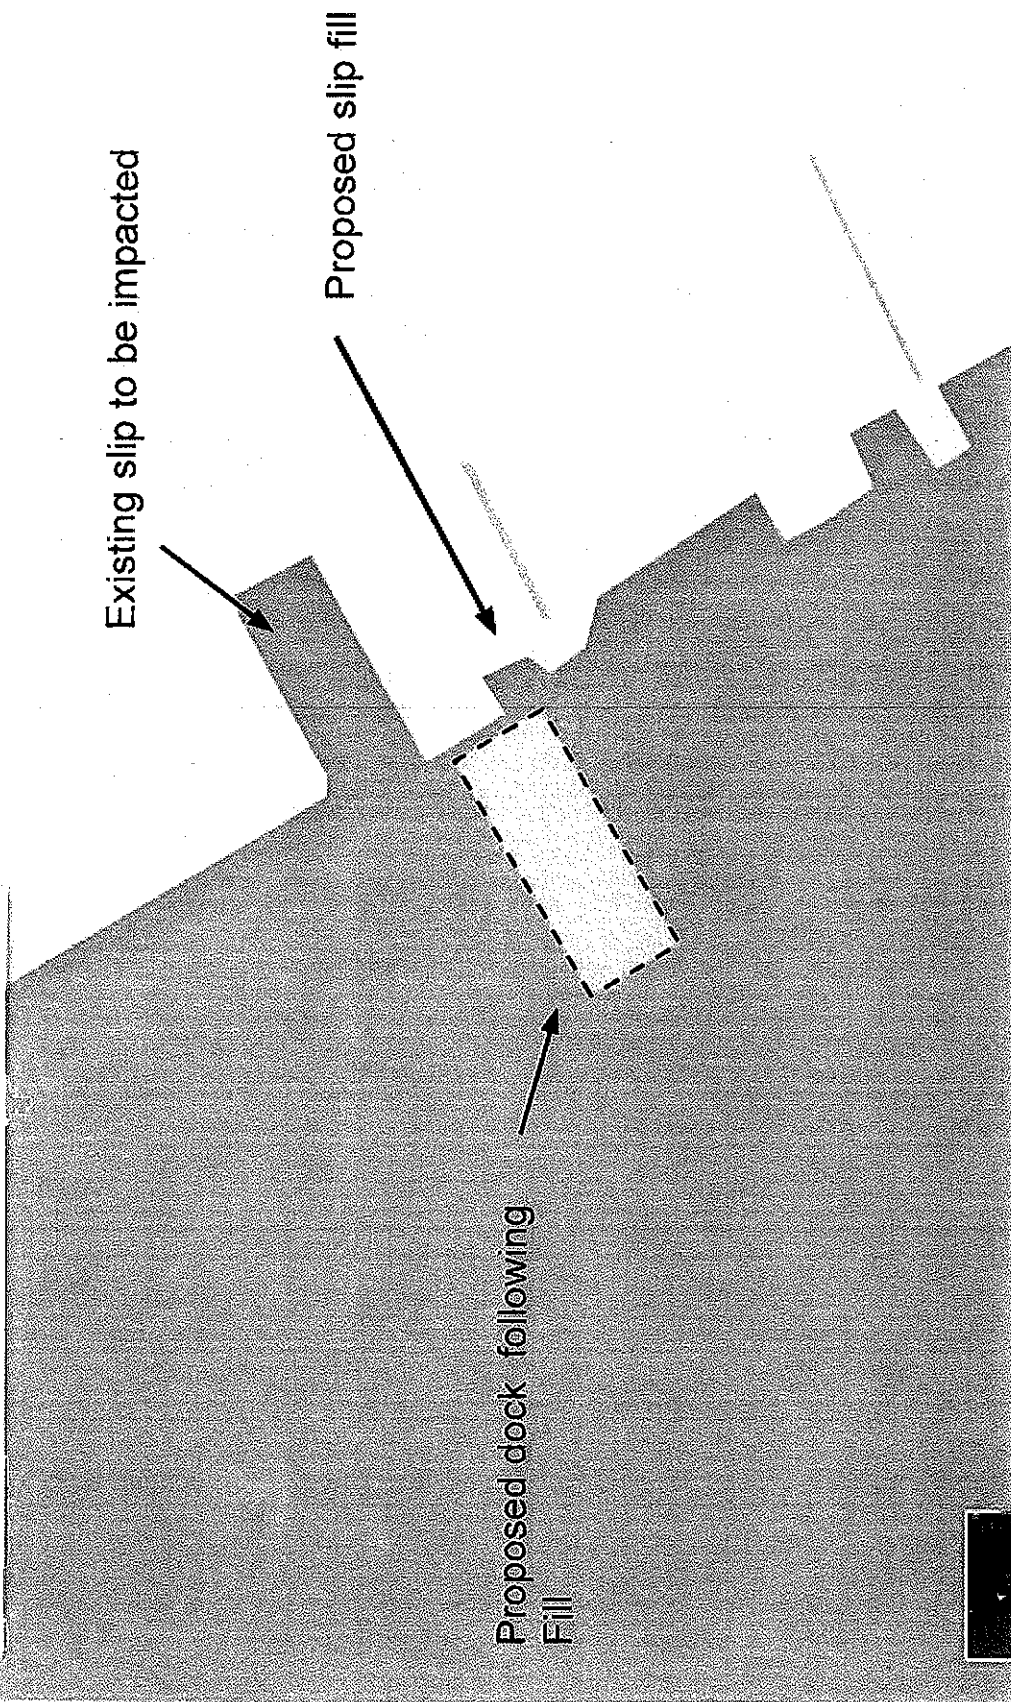 Existing slip to be impacted
Proposed slip fill
Proposed dock following
Fill